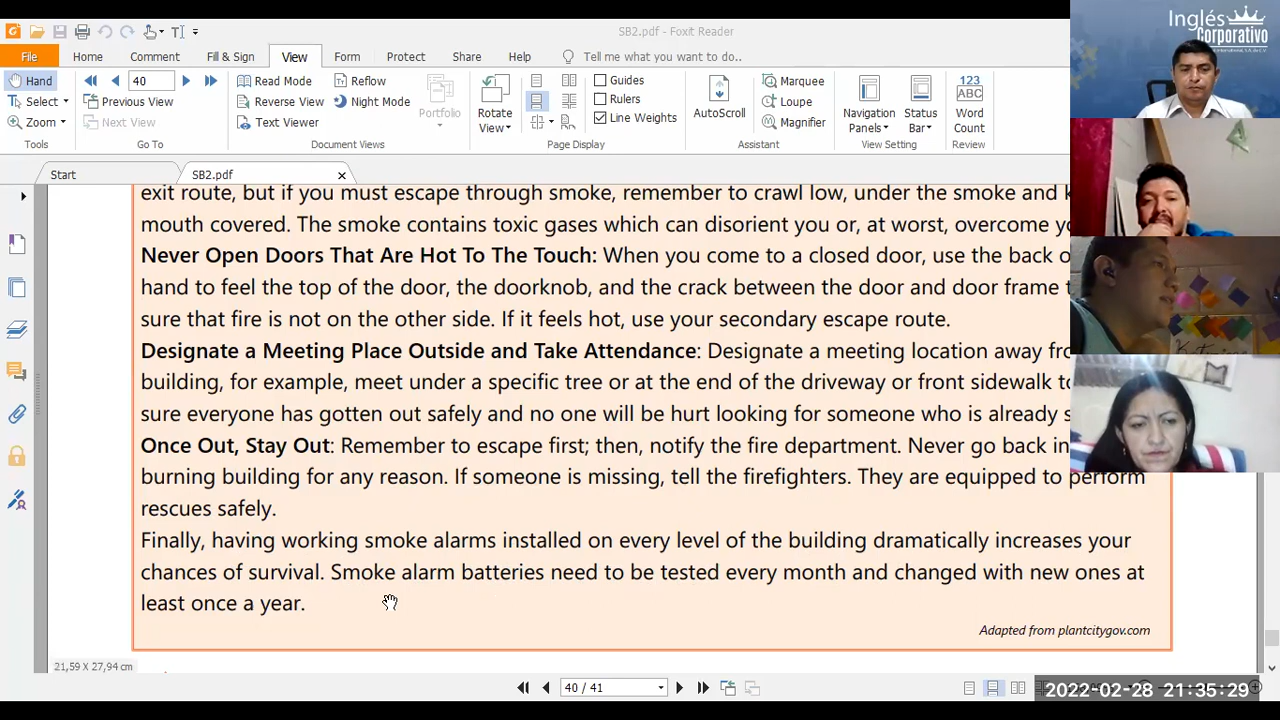 SB2.pdf - Foxit Reader
File Home Comment Fill & Sign View Form Protect Share Help Tell me what you want to do..
Hand 40 Read Mode Reflow Guides Marquee 123
Select Previous View Reverse View Night Mode Rulers Loupe ABC
Zoom Next View Text Viewer Portfolio Rotate View Line Weights AutoScroll Magnifier Navigation Panels Status Bar Word Count
Tools Go To Document Views Page Display Assistant View Setting Review
Start SB2.pdf
exit route, but if you must escape through smoke, remember to crawl low, under the smoke and
mouth covered. The smoke contains toxic gases which can disorient you or, at worst, overcome
Never Open Doors That Are Hot To The Touch: When you come to a closed door, use the back
hand to feel the top of the door, the doorknob, and the crack between the door and door frame
sure that fire is not on the other side. If it feels hot, use your secondary escape route.
Designate a Meeting Place Outside and Take Attendance: Designate a meeting location away
building, for example, meet under a specific tree or at the end of the driveway or front sidewalk
sure everyone has gotten out safely and no one will be hurt looking for someone who is already
Once Out, Stay Out: Remember to escape first; then, notify the fire department. Never go back
burning building for any reason. If someone is missing, tell the firefighters. They are equipped to perform
rescues safely.
Finally, having working smoke alarms installed on every level of the building dramatically increases your
chances of survival. Smoke alarm batteries need to be tested every month and changed with new ones at
least once a year.
Adapted from plantcitygov.com
21,59 X 27,94 cm
40 / 41
2022-02-28 21:35:29
Inglés
Corporativo